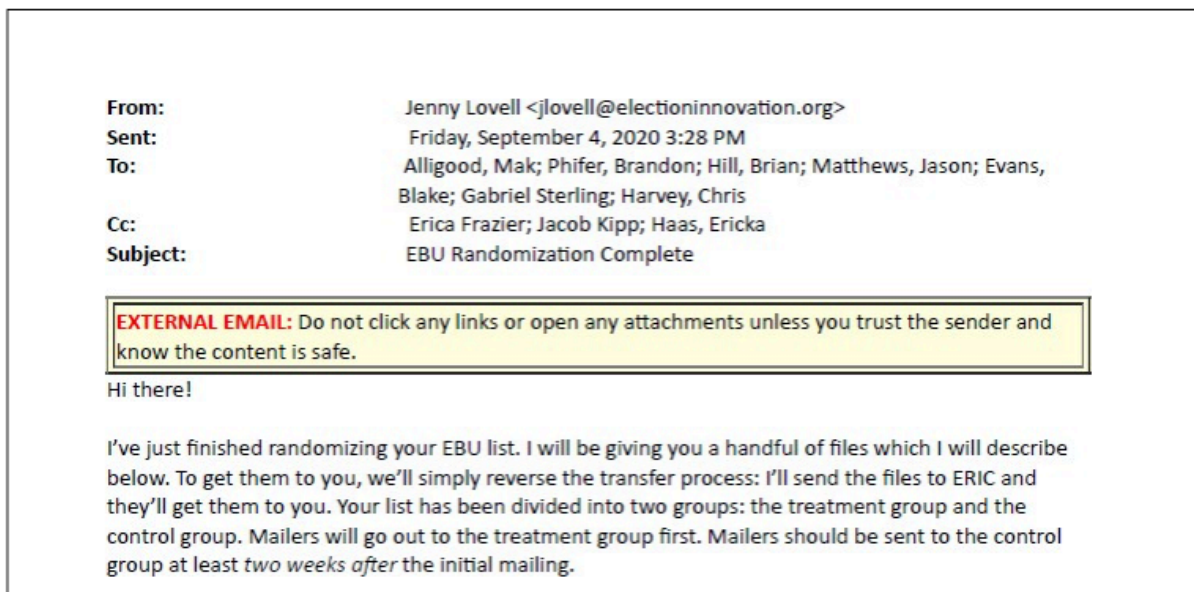 From: Jenny Lovell <jlovell@electioninnovation.org>
Sent: Friday, September 4, 2020 3:28 PM
To: Alligood, Mak; Phifer, Brandon; Hill, Brian; Matthews, Jason; Evans,
Blake; Gabriel Sterling; Harvey, Chris
Cc: Erica Frazier; Jacob Kipp; Haas, Ericka
Subject: EBU Randomization Complete
EXTERNAL EMAIL: Do not click any links or open any attachments unless you trust the sender and
know the content is safe.
Hi there!
I've just finished randomizing your EBU list. I will be giving you a handful of files which I will describe
below. To get them to you, we'll simply reverse the transfer process: I'll send the files to ERIC and
they'll get them to you. Your list has been divided into two groups: the treatment group and the
control group. Mailers will go out to the treatment group first. Mailers should be sent to the control
group at least two weeks after the initial mailing.